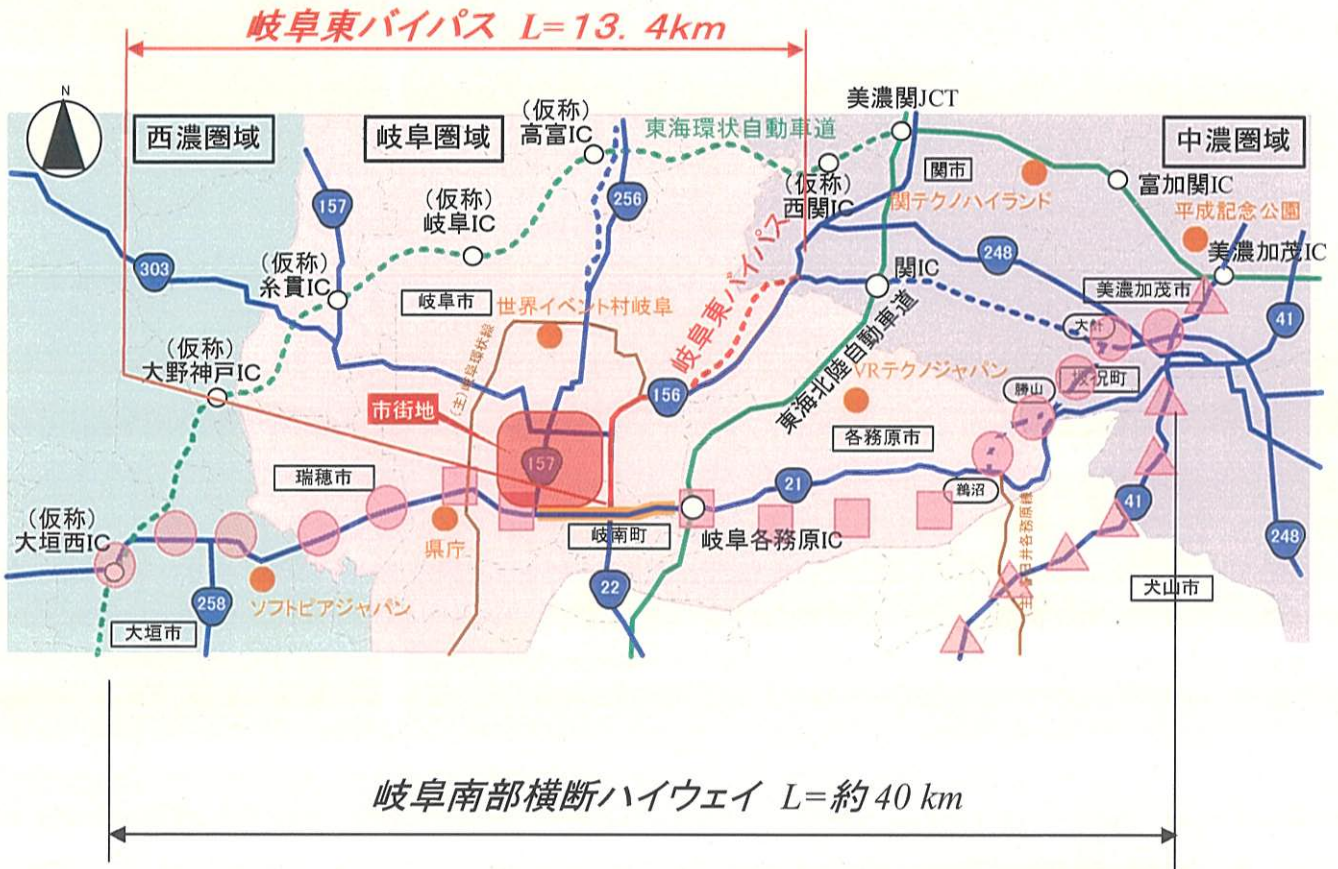 岐阜東バイパス L=13.4km
N
西濃圏域
岐阜圏域
(仮称)
高富IC
東海環状自動車道
美濃関JCT
中濃圏域
関市
(仮称)
西関IC
関テクノハイランド
富加関IC
平成記念公園
美濃加茂IC
157
256
(仮称)
岐阜IC
303
(仮称)
糸貫IC
岐阜市
世界イベント村岐阜
岐阜東バイパス
関IC
248
美濃加茂市
41
(仮称)
大野神戸IC
(主)岐阜環状線
156
東海北陸自動車道
VRテクノジャパン
坂祝町
勝山
市街地
157
各務原市
瑞穂市
21
鵜沼
41
(仮称)
大垣西IC
県庁
岐南町
岐阜各務原IC
248
258
ソフトピアジャパン
22
犬山市
大垣市
岐阜南部横断ハイウェイ L=約40km